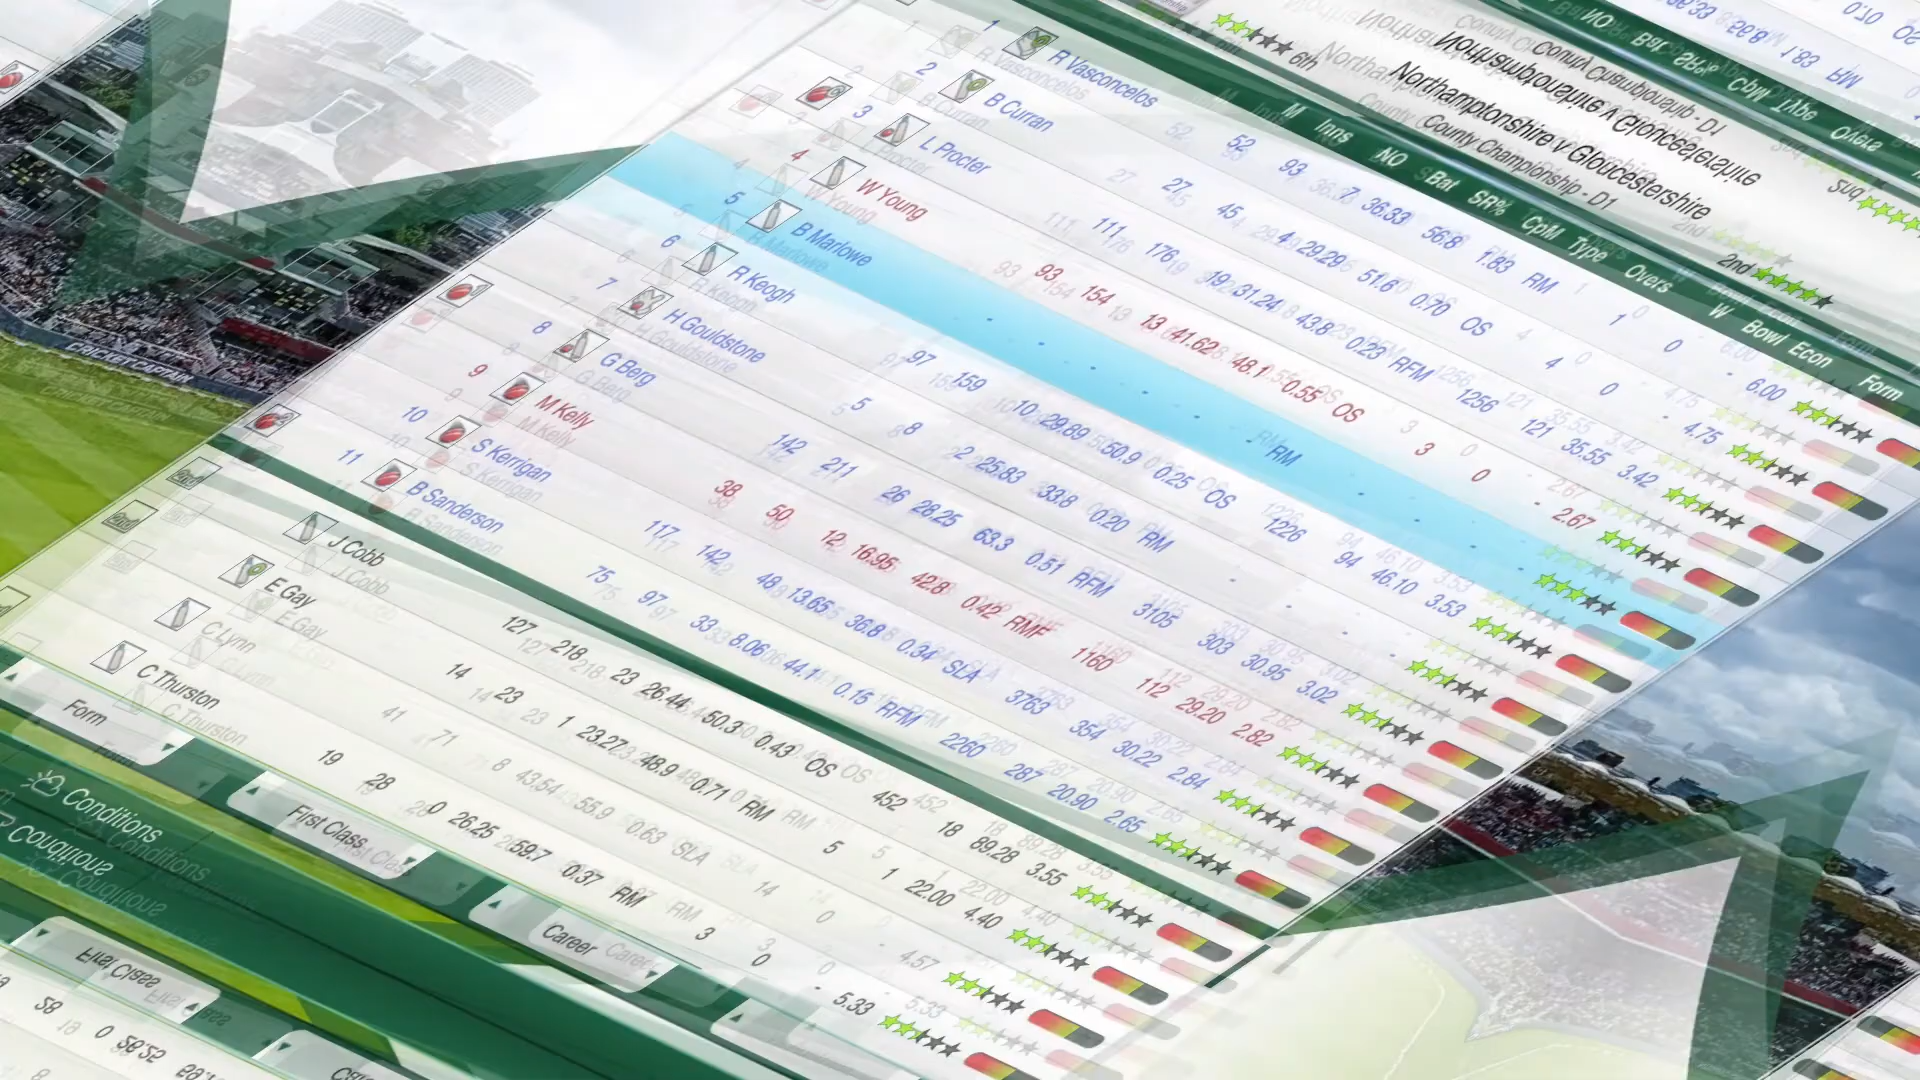 6th Northamptonshire v Gloucestershire 2nd
County Championship - D1
M Inns NO Bat SR% CpM Type Overs W Bowl Econ Form
1 R Vasconcelos 52 93 7 36.33 56.8 1.83 RM 1 0 - 6.00
2 B Curran 27 45 4 29.29 51.6 0.70 OS 4 0 - 4.75
3 L Procter 111 176 19 31.24 43.8 0.23 RFM 1256 121 35.55 3.42
4 W Young 93 154 13 41.62 48.1 0.55 OS 3 0 - 2.67
5 B Marlowe - - - - - - RM - - - -
6 R Keogh 97 159 10 29.89 50.9 0.25 OS 1226 94 46.10 3.53
7 H Gouldstone 5 8 2 25.83 33.8 0.20 RM - - - -
8 G Berg 142 211 26 28.25 63.3 0.51 RFM 3105 303 30.95 3.02
9 M Kelly 38 50 12 16.95 42.8 0.42 RMF 1160 112 29.20 2.82
10 S Kerrigan 117 142 48 13.65 36.8 0.34 SLA 3763 354 30.22 2.84
11 B Sanderson 75 97 33 8.06 44.1 0.15 RFM 2260 287 20.90 2.65
2nd J Cobb 127 218 23 26.44 50.3 0.43 OS 452 18 89.28 3.55
2nd E Gay 14 23 1 23.27 48.9 0.71 RM 5 1 22.00 4.40
C Lynn 41 71 8 43.54 55.9 0.63 SLA 14 0 - 4.57
C Thurston 19 28 0 26.25 59.7 0.37 RM 3 0 - 5.33
Form First Class Career
Conditions
CRICKET CAPTAIN